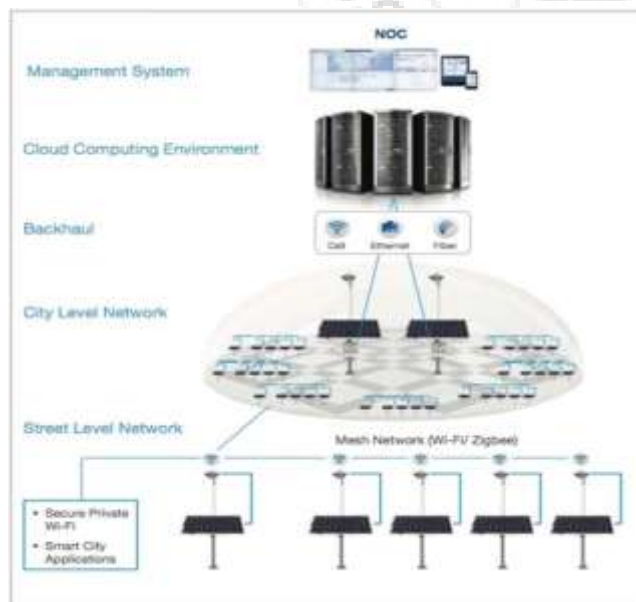 NOC
Management System
Cloud Computing Environment
Backhaul
Cell Ethernet Fiber
City Level Network
Street Level Network
Mesh Network (Wi-Fi/ Zigbee)
• Secure Private
Wi-Fi
• Smart City
Applications